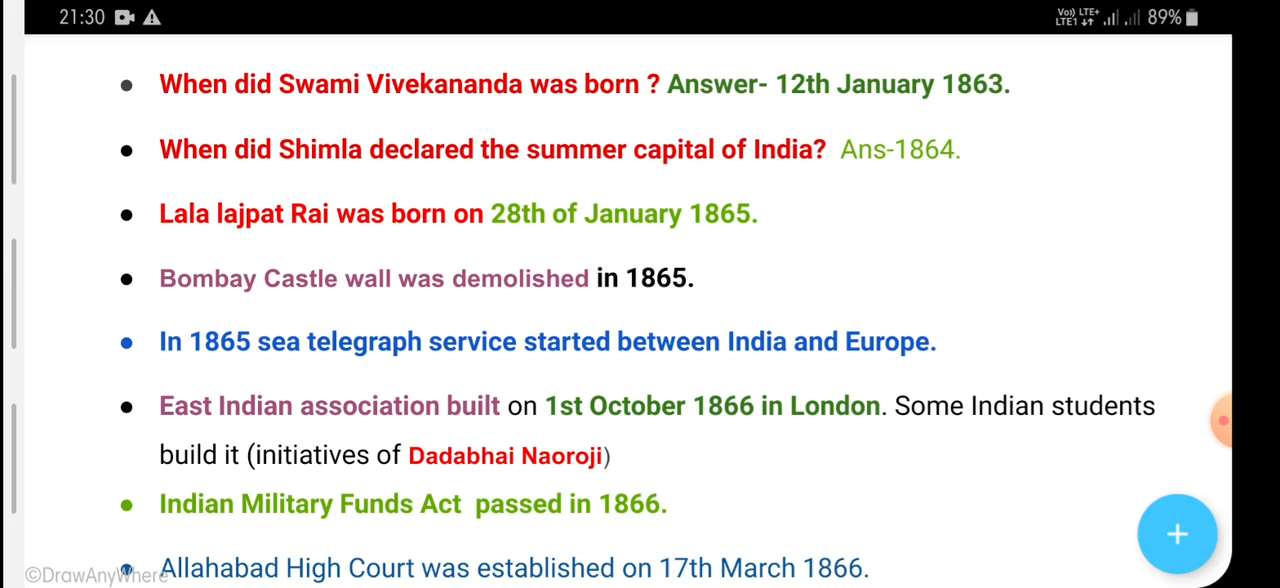 21:30
Vo)) LTE+
LTE1 89%
When did Swami Vivekananda was born ? Answer- 12th January 1863.
When did Shimla declared the summer capital of India? Ans-1864.
Lala lajpat Rai was born on 28th of January 1865.
Bombay Castle wall was demolished in 1865.
In 1865 sea telegraph service started between India and Europe.
East Indian association built on 1st October 1866 in London. Some Indian students
build it (initiatives of Dadabhai Naoroji)
Indian Military Funds Act passed in 1866.
Allahabad High Court was established on 17th March 1866.
©DrawAnyWhere